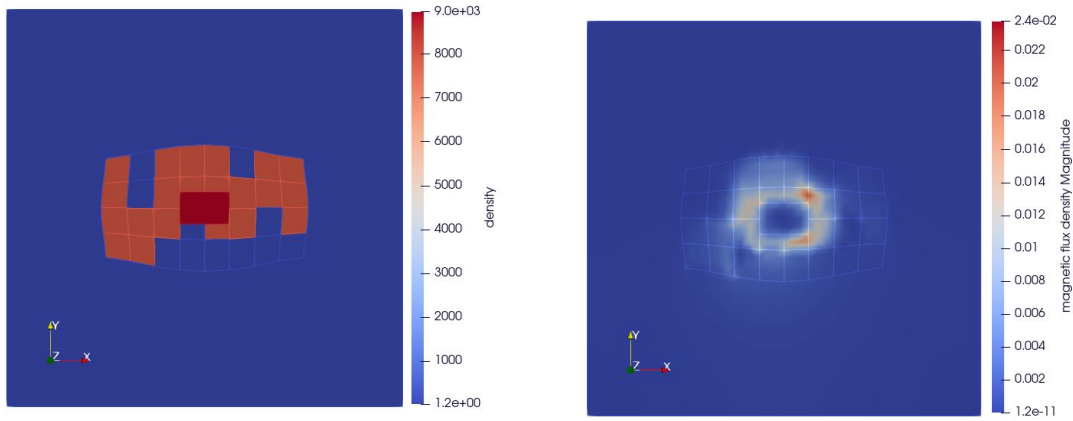 9.0e+03
8000
7000
6000
5000
4000
3000
2000
1000
1.2e+00
density
Y
Z X
2.4e-02
0.022
0.02
0.018
0.016
0.014
0.012
0.01
0.008
0.006
0.004
0.002
1.2e-11
magnetic flux density Magnitude
Y
Z X